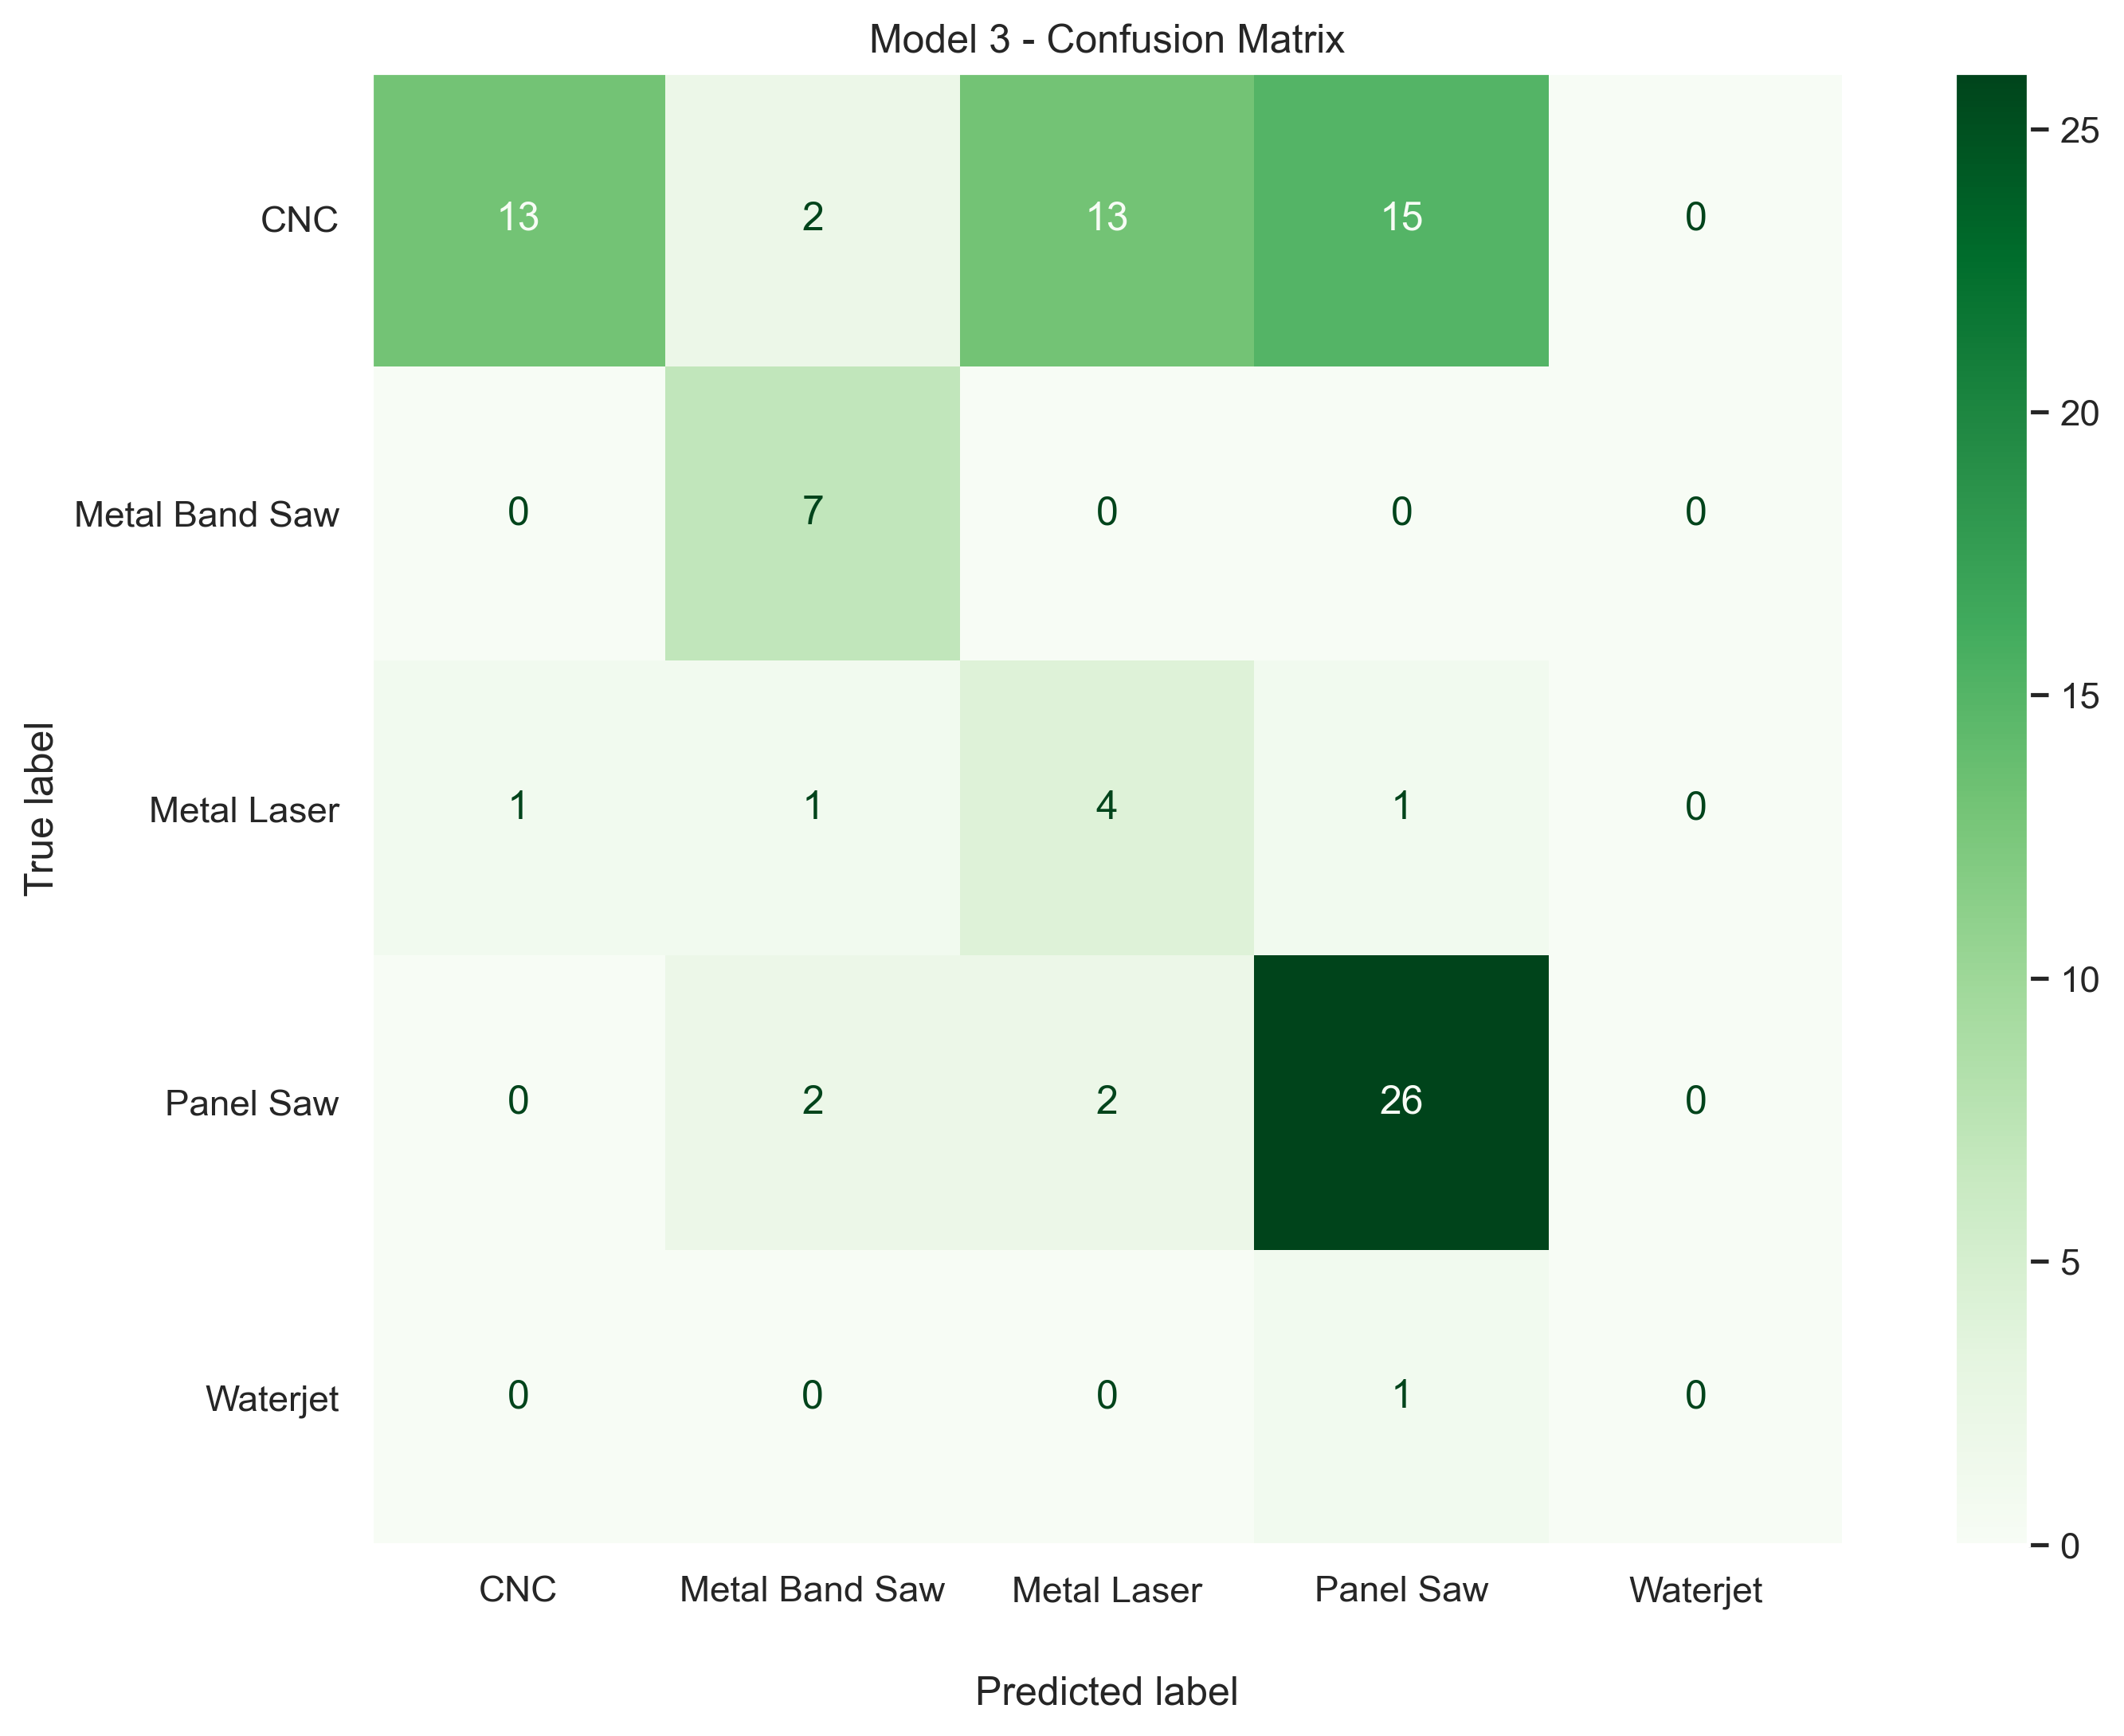 Model 3 - Confusion Matrix
CNC 13 2 13 15 0
Metal Band Saw 0 7 0 0 0
Metal Laser 1 1 4 1 0
Panel Saw 0 2 2 26 0
Waterjet 0 0 0 1 0
CNC Metal Band Saw Metal Laser Panel Saw Waterjet
Predicted label
True label
25
20
15
10
5
0